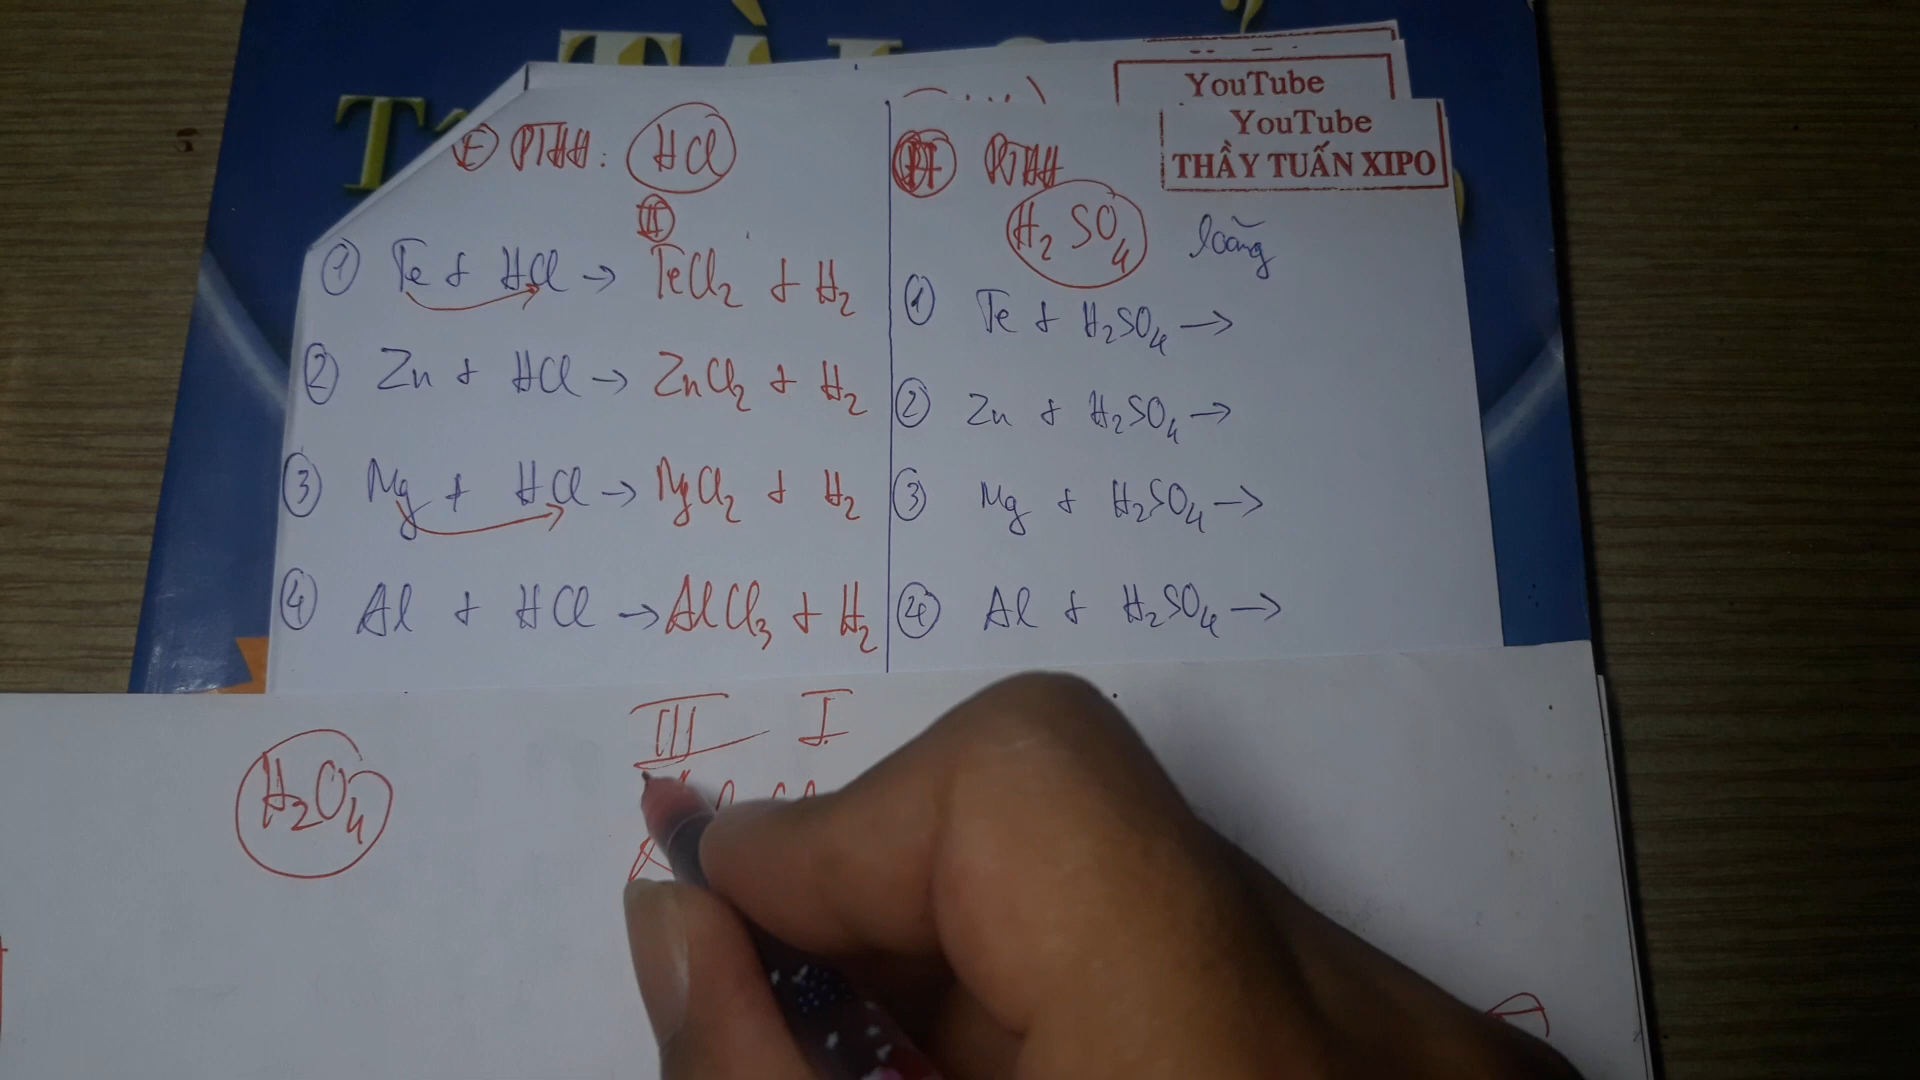 YouTube
YouTube
THẦY TUẤN XIPO
I PTHH: HCl
II
① Fe + HCl → FeCl2 + H2
② Zn + HCl → ZnCl2 + H2
③ Mg + HCl → MgCl2 + H2
④ Al + HCl → AlCl3 + H2
II PTHH
H2SO4 loãng
① Fe + H2SO4 →
② Zn + H2SO4 →
③ Mg + H2SO4 →
④ Al + H2SO4 →
III I
H2O4